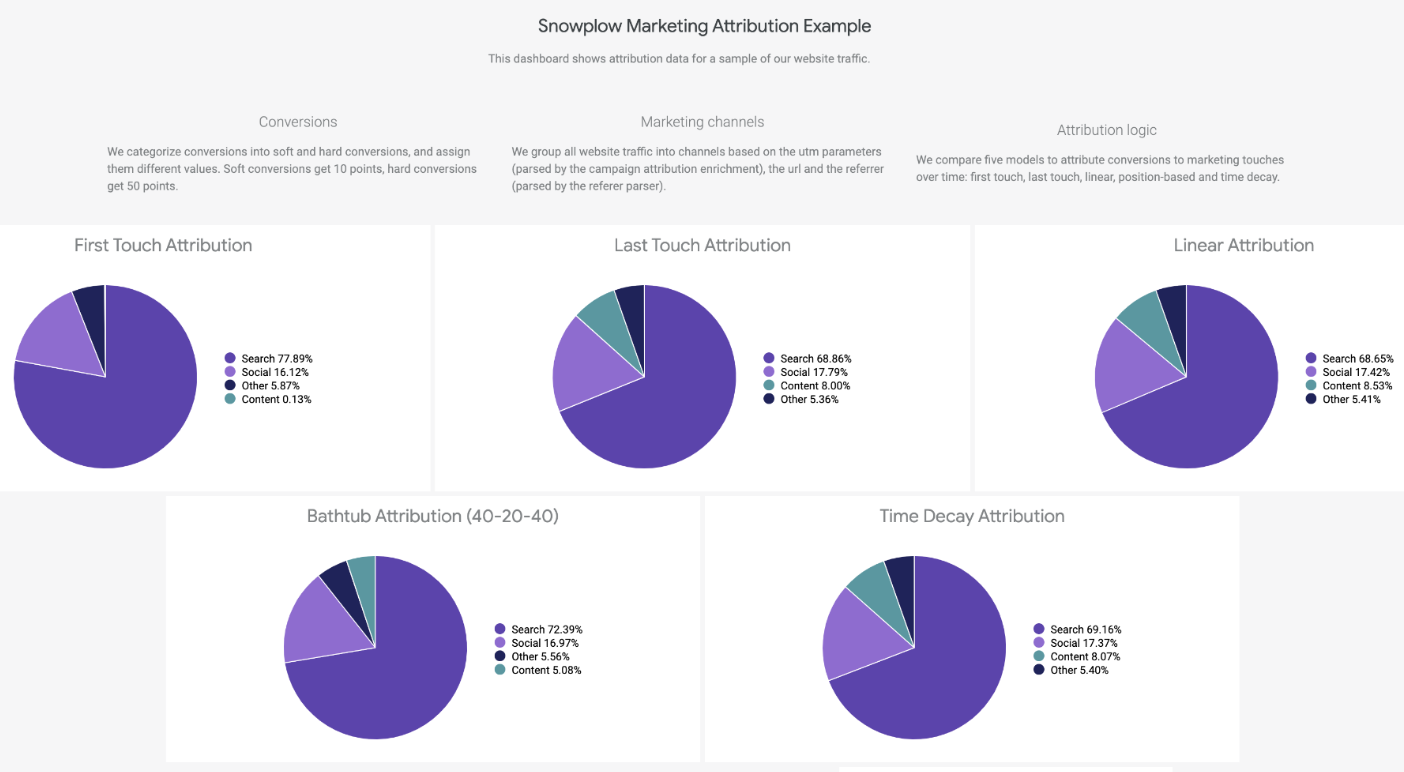 Snowplow Marketing Attribution Example
This dashboard shows attribution data for a sample of our website traffic.
Conversions
We categorize conversions into soft and hard conversions, and assign
them different values. Soft conversions get 10 points, hard conversions
get 50 points.
Marketing channels
We group all website traffic into channels based on the utm parameters
(parsed by the campaign attribution enrichment), the url and the referrer
(parsed by the referer parser).
Attribution logic
We compare five models to attribute conversions to marketing touches
over time: first touch, last touch, linear, position-based and time decay.
First Touch Attribution
Search 77.89%
Social 16.12%
Other 5.87%
Content 0.13%
Last Touch Attribution
Search 68.86%
Social 17.79%
Content 8.00%
Other 5.36%
Linear Attribution
Search 68.65%
Social 17.42%
Content 8.53%
Other 5.41%
Bathtub Attribution (40-20-40)
Search 72.39%
Social 16.97%
Other 5.56%
Content 5.08%
Time Decay Attribution
Search 69.16%
Social 17.37%
Content 8.07%
Other 5.40%